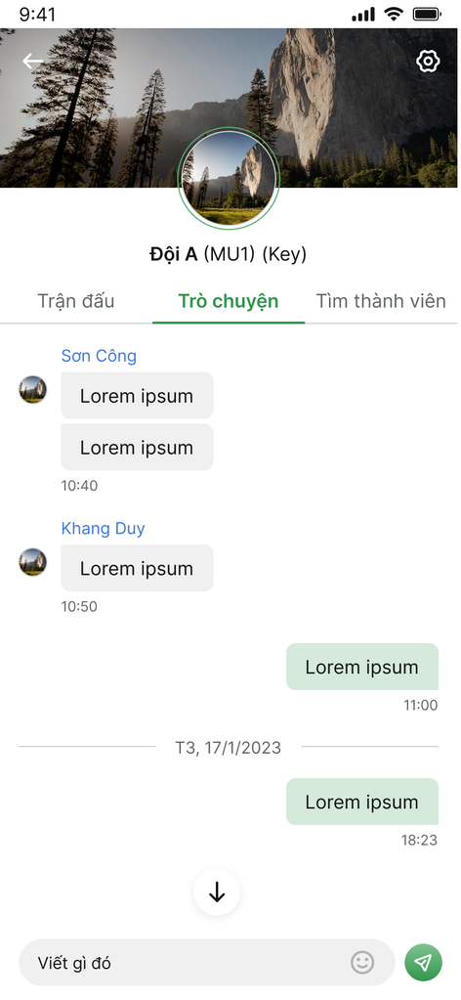 9:41
Đội A (MU1) (Key)
Trận đấu Trò chuyện Tìm thành viên
Sơn Công
Lorem ipsum
Lorem ipsum
10:40
Khang Duy
Lorem ipsum
10:50
Lorem ipsum
11:00
T3, 17/1/2023
Lorem ipsum
18:23
Viết gì đó